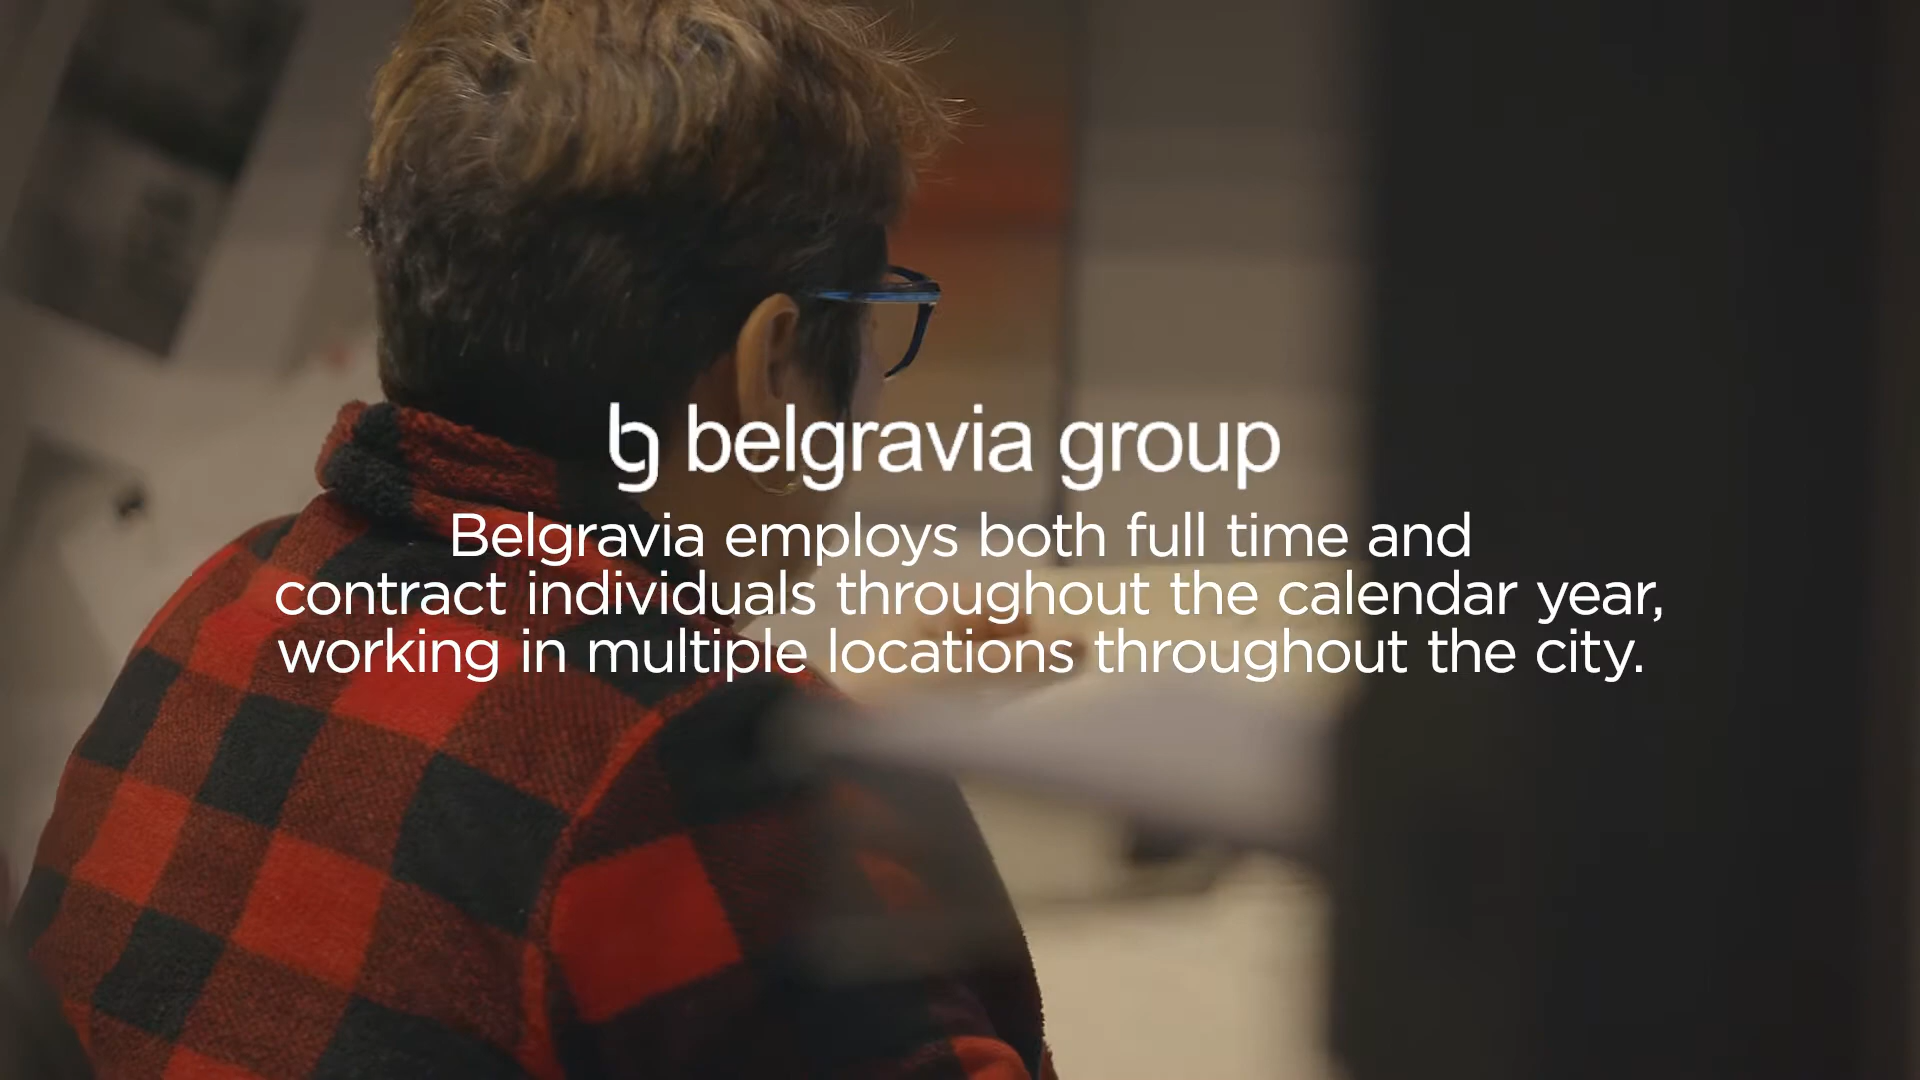 belgravia group
Belgravia employs both full time and
contract individuals throughout the calendar year,
working in multiple locations throughout the city.